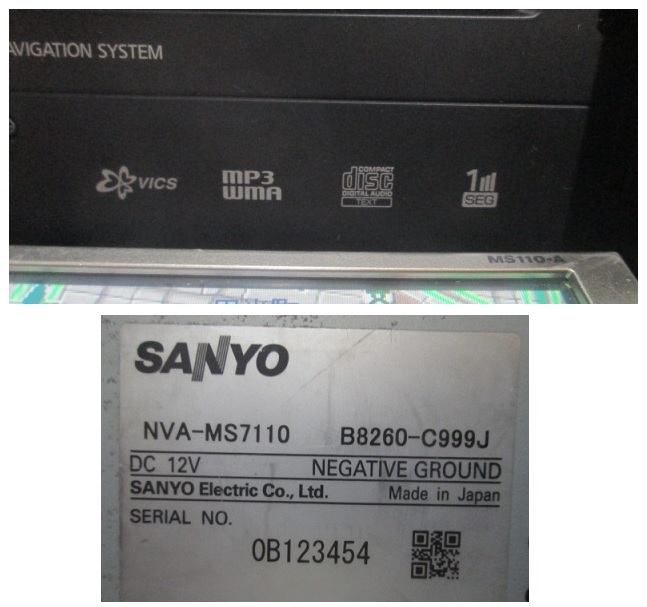 AVIGATION SYSTEM
VICS
MP3
WMA
COMPACT
disc
DIGITAL AUDIO
TEXT
1
SEG
MS110-A
SANYO
NVA-MS7110 B8260-C999J
DC 12V NEGATIVE GROUND
SANYO Electric Co., Ltd. Made in Japan
SERIAL NO.
0B123454